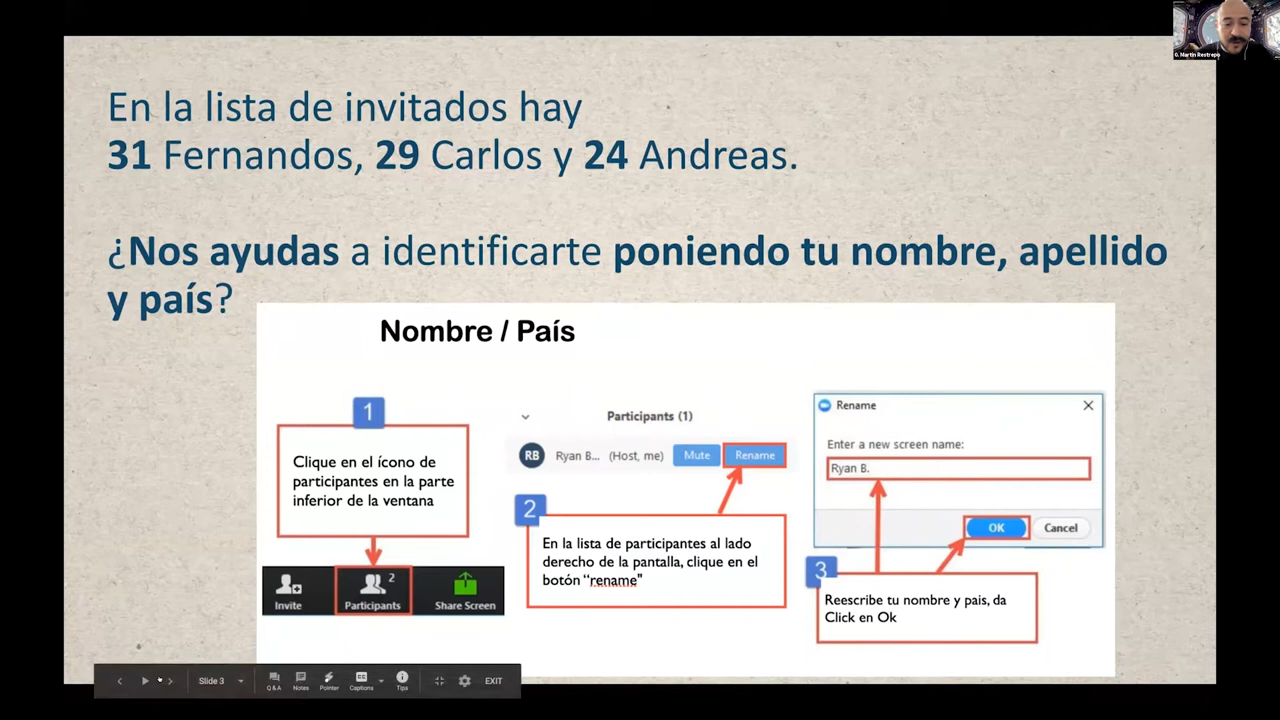 G. Martin Restrepo
En la lista de invitados hay
31 Fernandos, 29 Carlos y 24 Andreas.
¿Nos ayudas a identificarte poniendo tu nombre, apellido
y país?
Nombre / País
1
Clique en el ícono de
participantes en la parte
inferior de la ventana
Invite
2
Participants
Share Screen
Participants (1)
RB Ryan B... (Host, me) Mute Rename
2
En la lista de participantes al lado
derecho de la pantalla, clique en el
botón “rename"
Rename
Enter a new screen name:
Ryan B.
OK Cancel
3
Reescribe tu nombre y pais, da
Click en Ok
Slide 3
Q & A
Notes
Pointer
Captions
Tips
EXIT